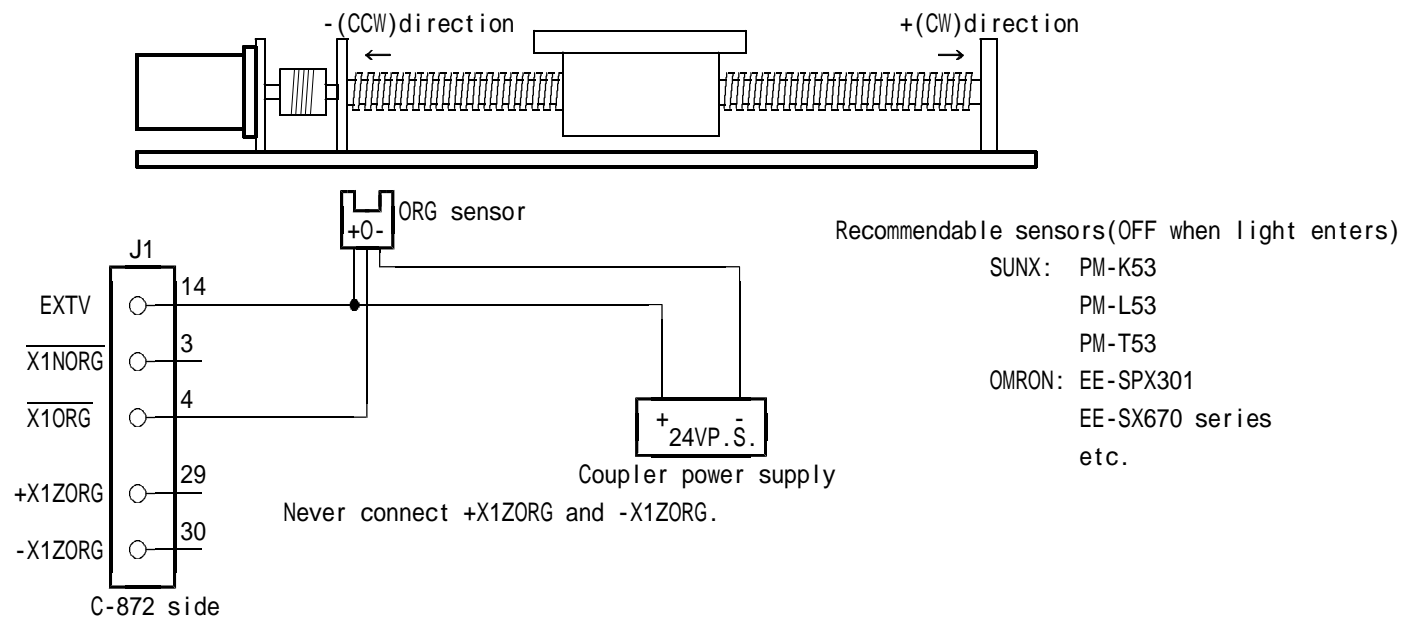 -(CCW)direction
+(CW)direction
←
→
ORG sensor
+O-
Recommendable sensors(OFF when light enters)
SUNX: PM-K53
PM-L53
PM-T53
OMRON: EE-SPX301
EE-SX670 series
etc.
J1
EXTV 14
X1NORG 3
X1ORG 4
+X1ZORG 29
-X1ZORG 30
C-872 side
+ -
24VP.S.
Coupler power supply
Never connect +X1ZORG and -X1ZORG.